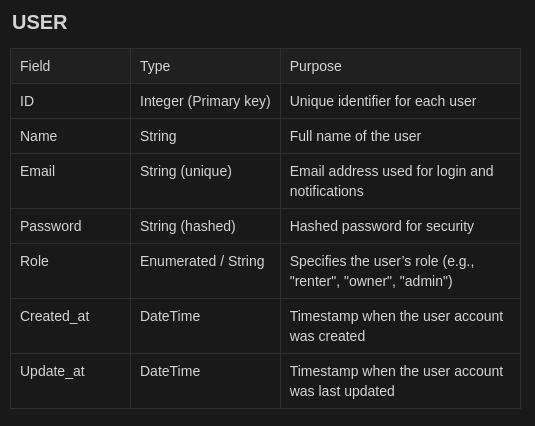 USER
Field Type Purpose
ID Integer (Primary key) Unique identifier for each user
Name String Full name of the user
Email String (unique) Email address used for login and
notifications
Password String (hashed) Hashed password for security
Role Enumerated / String Specifies the user’s role (e.g.,
"renter", "owner", "admin")
Created_at DateTime Timestamp when the user account
was created
Update_at DateTime Timestamp when the user account
was last updated